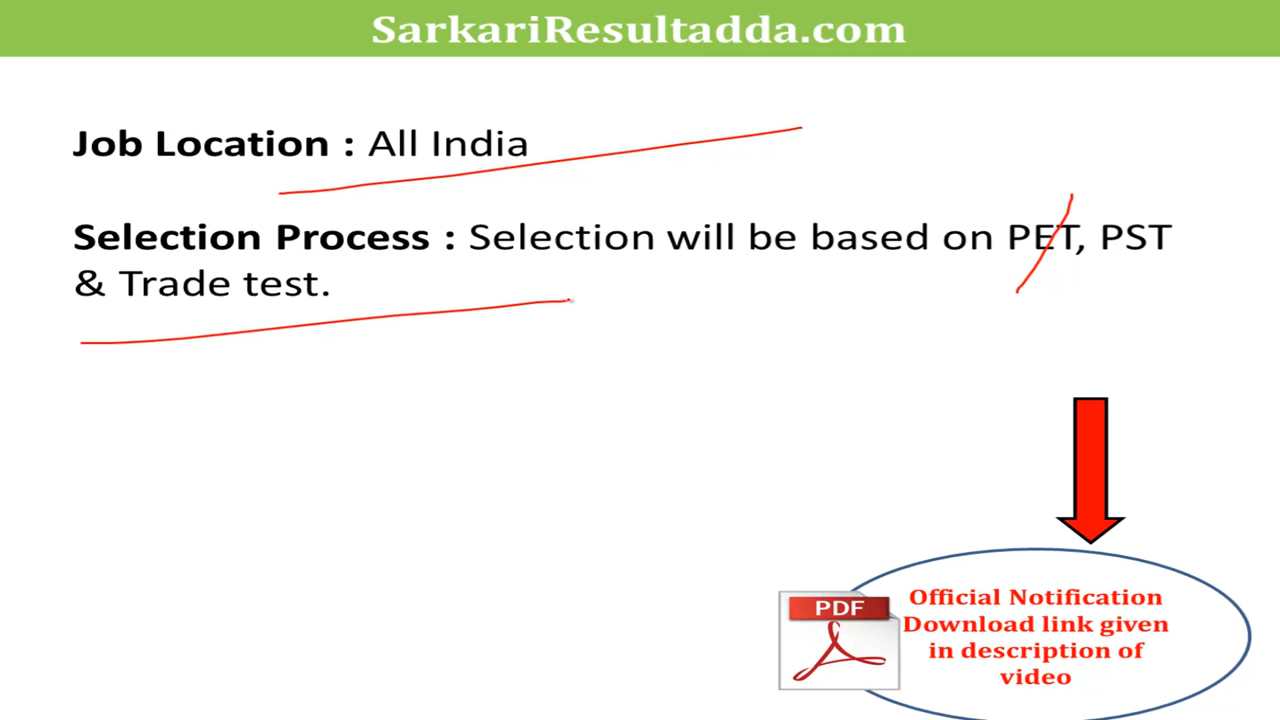 SarkariResultadda.com
Job Location : All India
Selection Process : Selection will be based on PET, PST
& Trade test.
PDF
Official Notification
Download link given
in description of
video